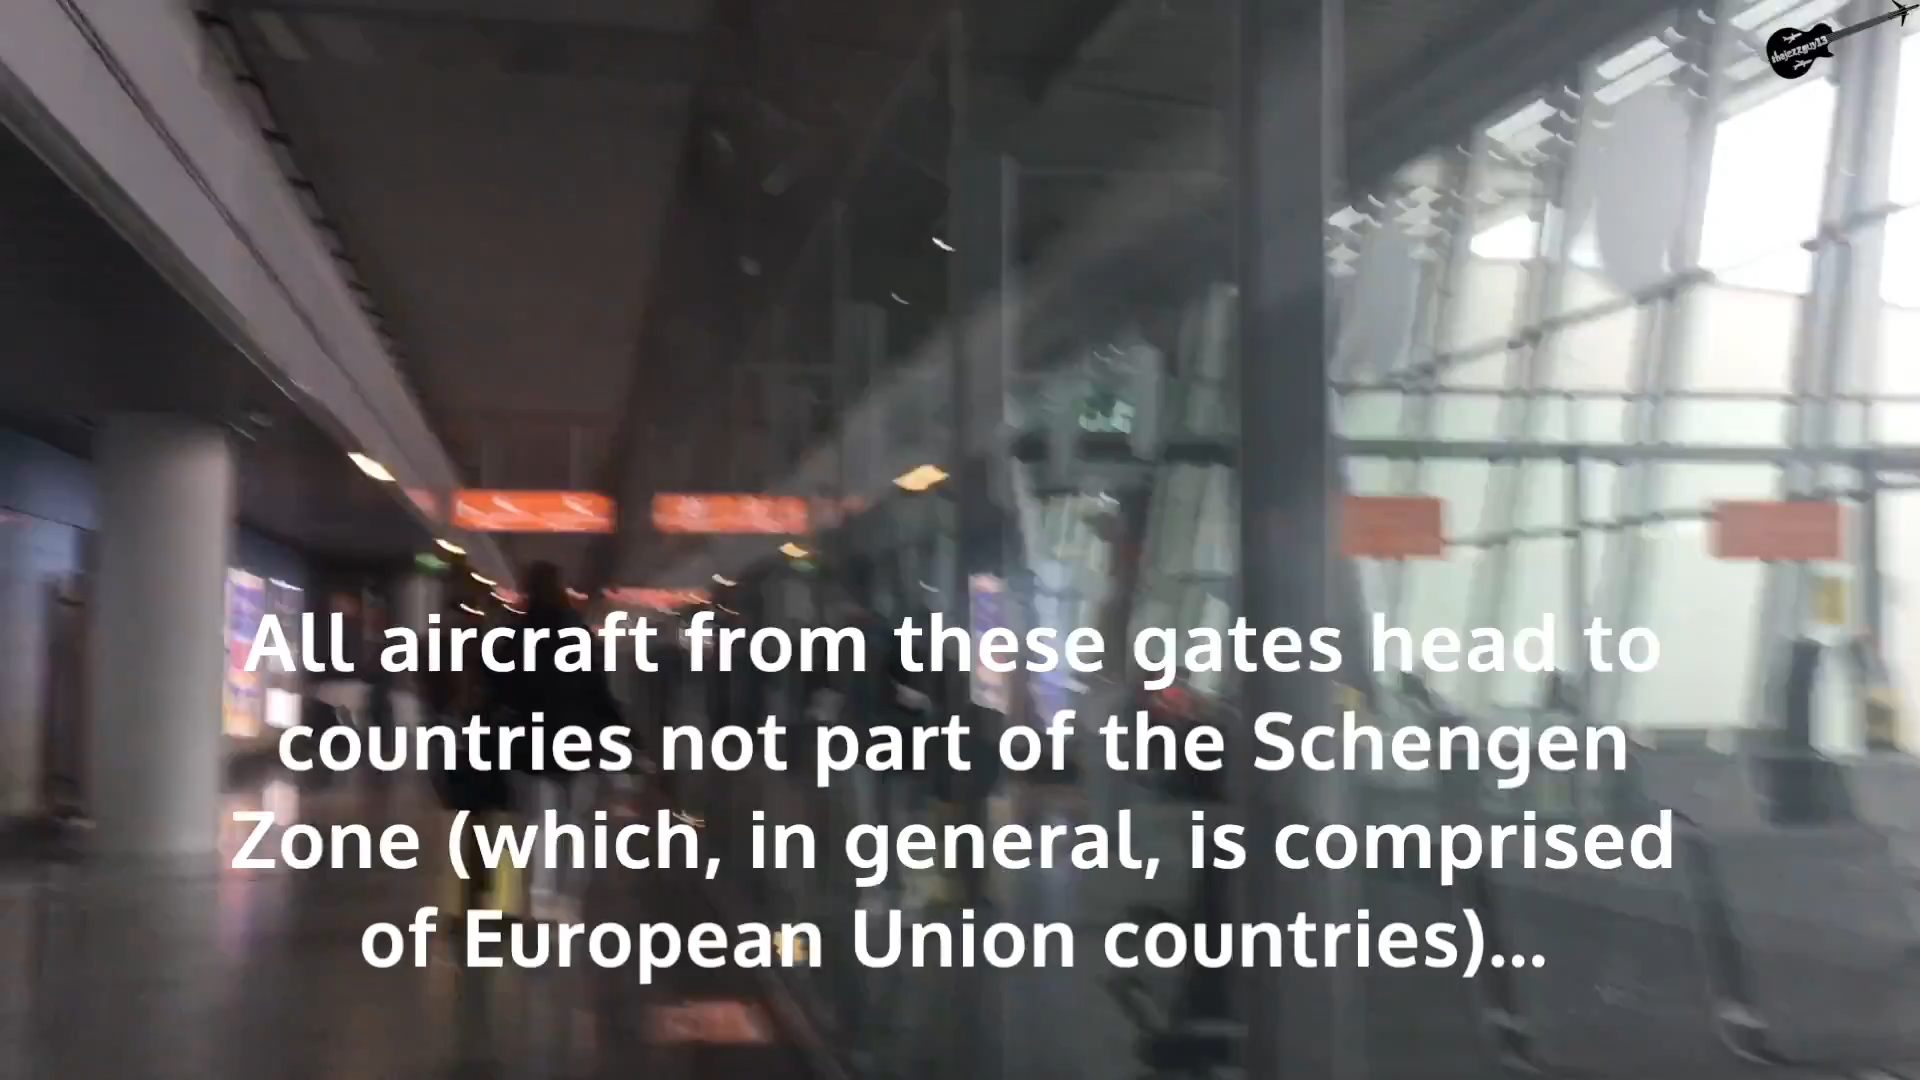 thejazzguy13
All aircraft from these gates head to
countries not part of the Schengen
Zone (which, in general, is comprised
of European Union countries)...